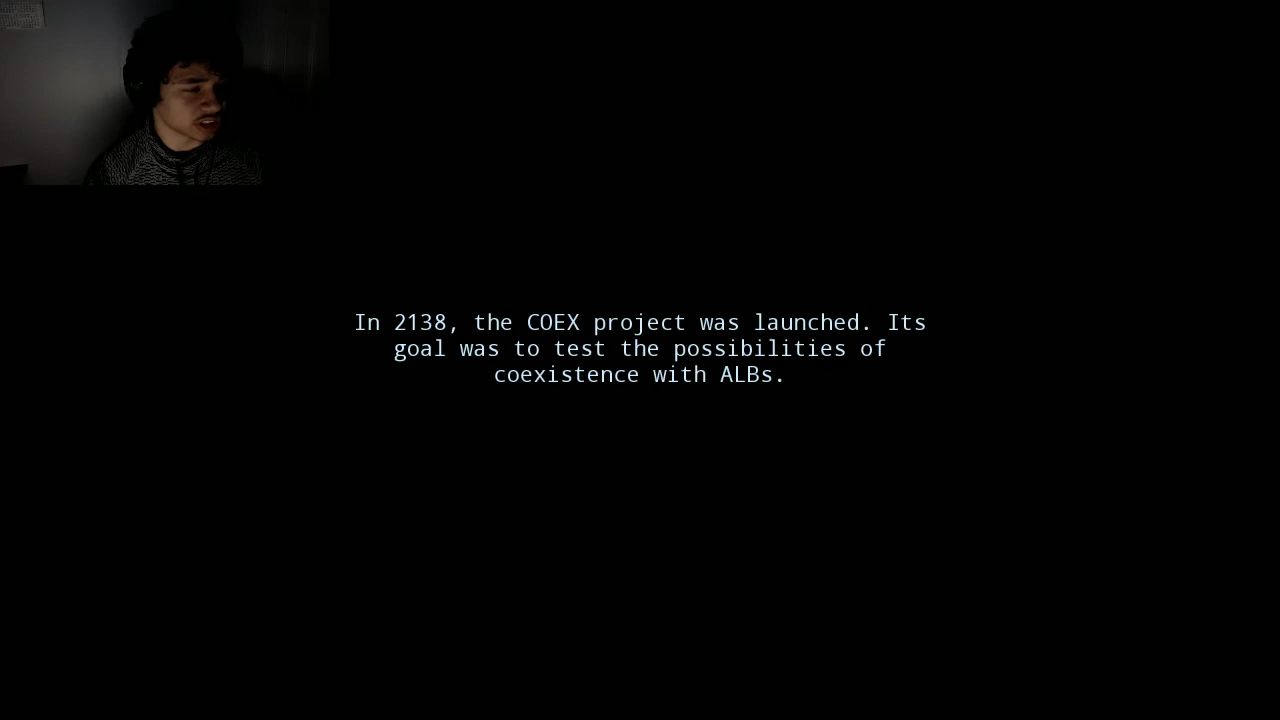 In 2138, the COEX project was launched. Its
goal was to test the possibilities of
coexistence with ALBs.